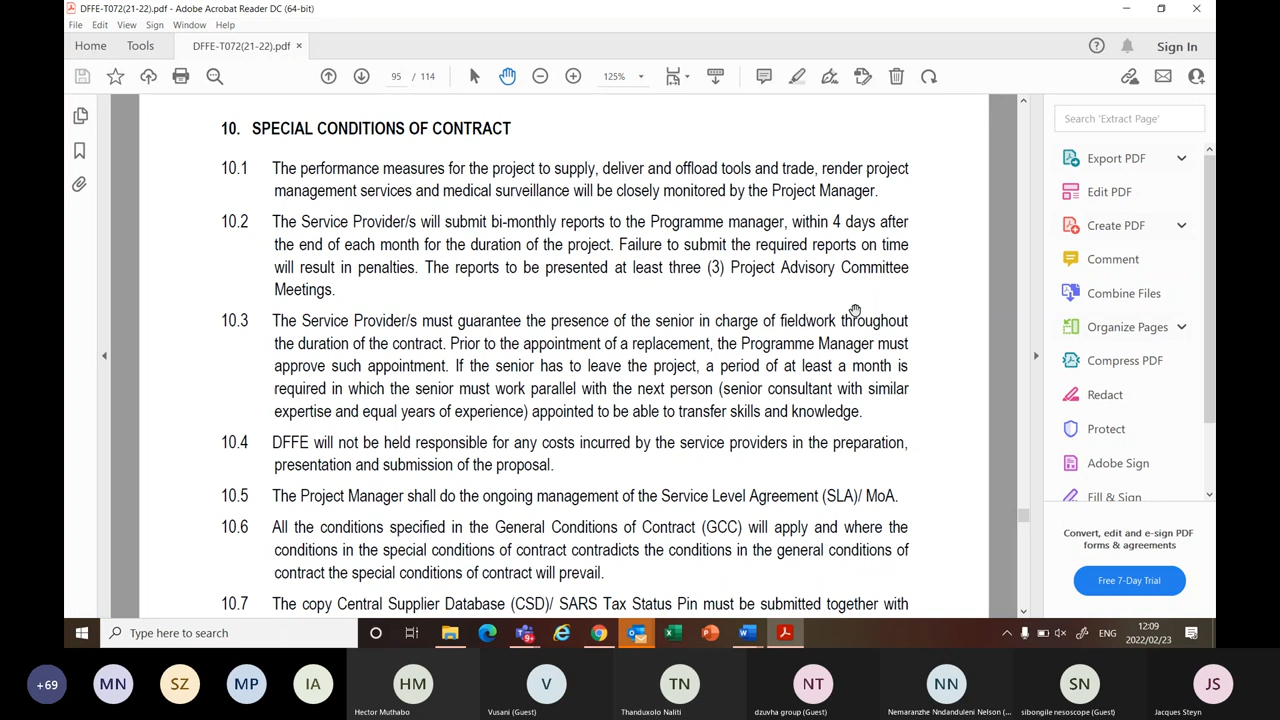 DFFE-T072(21-22).pdf - Adobe Acrobat Reader DC (64-bit)
File Edit View Sign Window Help
Home Tools DFFE-T072(21-22).pdf × Sign In
95 / 114 125%
10. SPECIAL CONDITIONS OF CONTRACT
10.1 The performance measures for the project to supply, deliver and offload tools and trade, render project
management services and medical surveillance will be closely monitored by the Project Manager.
10.2 The Service Provider/s will submit bi-monthly reports to the Programme manager, within 4 days after
the end of each month for the duration of the project. Failure to submit the required reports on time
will result in penalties. The reports to be presented at least three (3) Project Advisory Committee
Meetings.
10.3 The Service Provider/s must guarantee the presence of the senior in charge of fieldwork throughout
the duration of the contract. Prior to the appointment of a replacement, the Programme Manager must
approve such appointment. If the senior has to leave the project, a period of at least a month is
required in which the senior must work parallel with the next person (senior consultant with similar
expertise and equal years of experience) appointed to be able to transfer skills and knowledge.
10.4 DFFE will not be held responsible for any costs incurred by the service providers in the preparation,
presentation and submission of the proposal.
10.5 The Project Manager shall do the ongoing management of the Service Level Agreement (SLA)/ MoA.
10.6 All the conditions specified in the General Conditions of Contract (GCC) will apply and where the
conditions in the special conditions of contract contradicts the conditions in the general conditions of
contract the special conditions of contract will prevail.
10.7 The copy Central Supplier Database (CSD)/ SARS Tax Status Pin must be submitted together with
Search 'Extract Page'
Export PDF
Edit PDF
Create PDF
Comment
Combine Files
Organize Pages
Compress PDF
Redact
Protect
Adobe Sign
Fill & Sign
Convert, edit and e-sign PDF
forms & agreements
Free 7-Day Trial
Type here to search
ENG
12:09
2022/02/23
+69 MN SZ MP IA HM V TN NT NN SN JS
Hector Muthabo Vusani (Guest) Thanduxolo Naliti dzuvha group (Guest) Nemaranzhe Nndanduleni Nelson (... sibongile nesoscope (Guest) Jacques Steyn